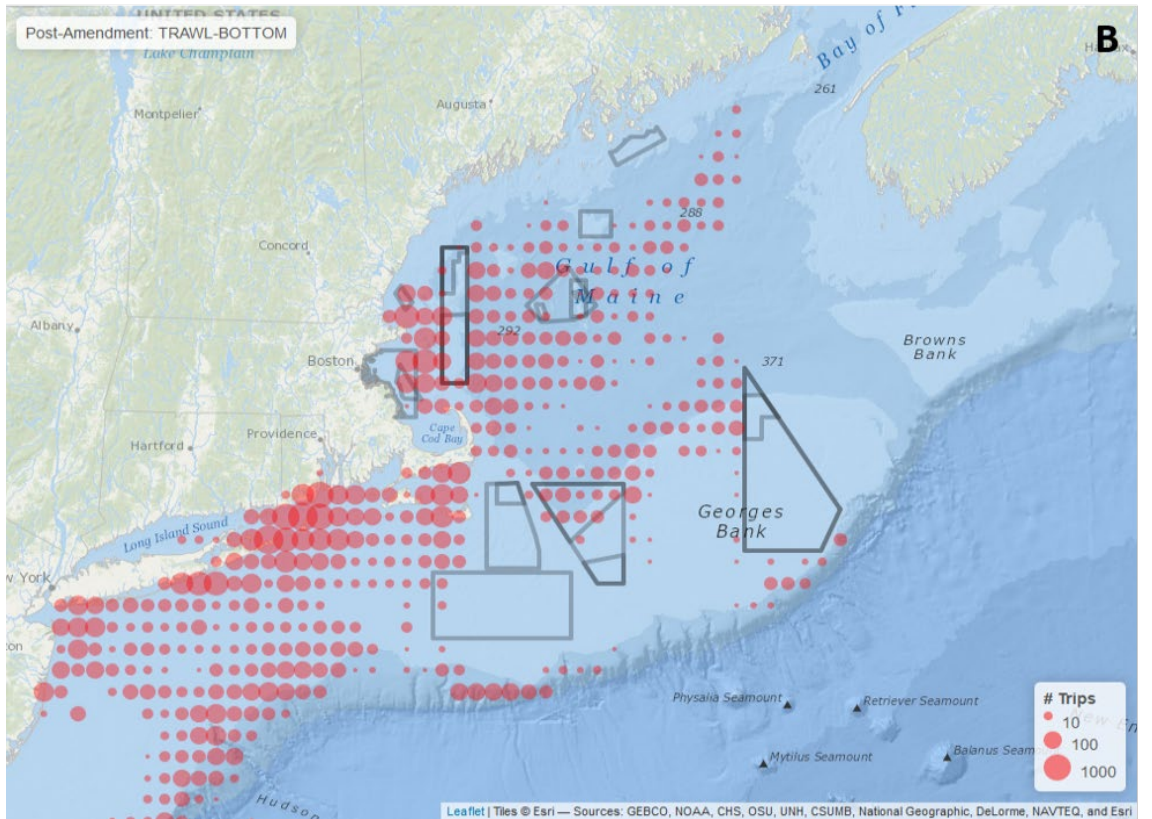 UNITED STATES
Post-Amendment: TRAWL-BOTTOM
B
Lake Champlain
Bay of F
Montpelier
Augusta
261
288
Concord
Gulf of
Maine
292
Albany
Boston
371
Browns
Bank
Hartford
Providence
Cape
Cod Bay
Georges
Bank
Long Island Sound
w York
ton
Physalia Seamount
Retriever Seamount
Mytilus Seamount
Balanus Seam
# Trips
10
100
1000
New En
Hudson
Leaflet | Tiles © Esri — Sources: GEBCO, NOAA, CHS, OSU, UNH, CSUMB, National Geographic, DeLorme, NAVTEQ, and Esri